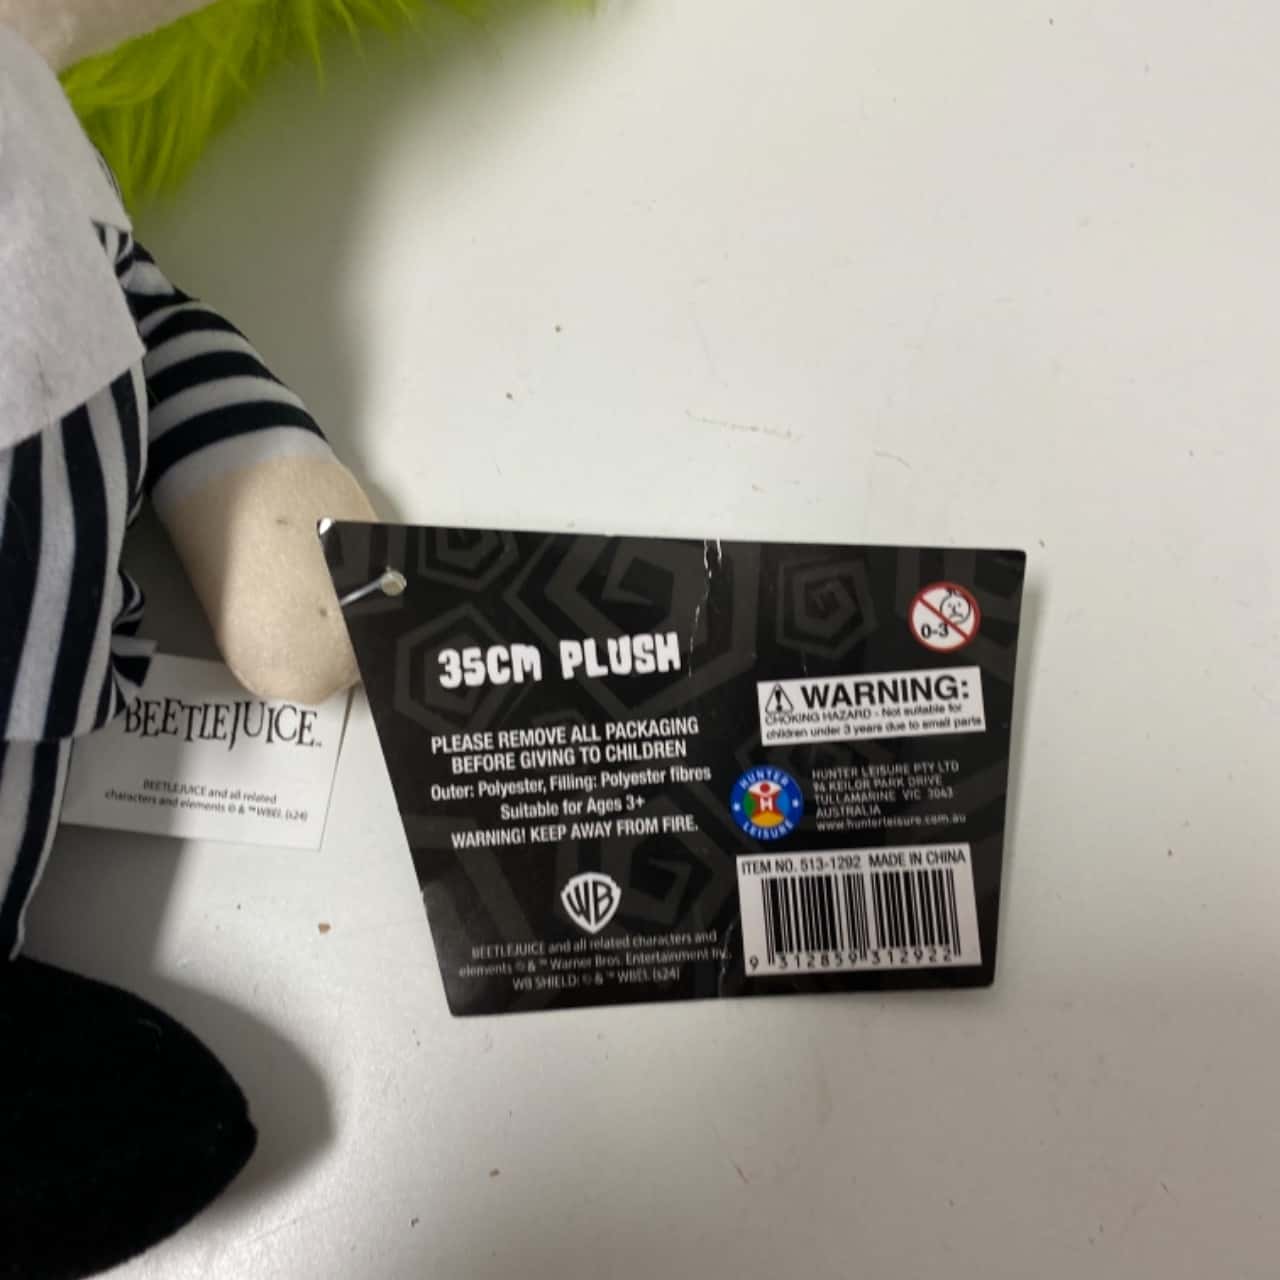 35CM PLUSH
PLEASE REMOVE ALL PACKAGING
BEFORE GIVING TO CHILDREN
Outer: Polyester, Filling: Polyester fibres
Suitable for Ages 3+
WARNING! KEEP AWAY FROM FIRE.
WB
BEETLEJUICE and all related characters and
elements © & ™ Warner Bros. Entertainment Inc.
WB SHIELD: © & ™ WBEI. (s24)
0-3
WARNING:
CHOKING HAZARD - Not suitable for
children under 3 years due to small parts
HUNTER
H
LEISURE
HUNTER LEISURE PTY LTD
94 KEILOR PARK DRIVE
TULLAMARINE VIC 3043
AUSTRALIA
www.hunterleisure.com.au
ITEM NO. 513-1292 MADE IN CHINA
9 312859 312922
BEETLEJUICE™
BEETLEJUICE and all related
characters and elements © & ™ WBEI. (s24)